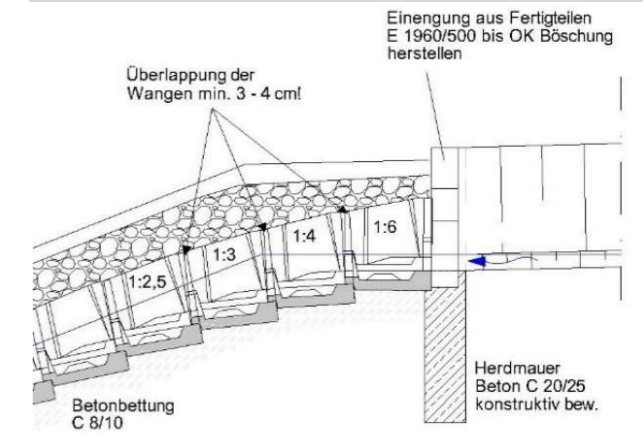 Einengung aus Fertigteilen
E 1960/500 bis OK Böschung
herstellen
Überlappung der
Wangen min. 3 - 4 cm!
1:6
1:4
1:3
1:2,5
Herdmauer
Beton C 20/25
konstruktiv bew.
Betonbettung
C 8/10